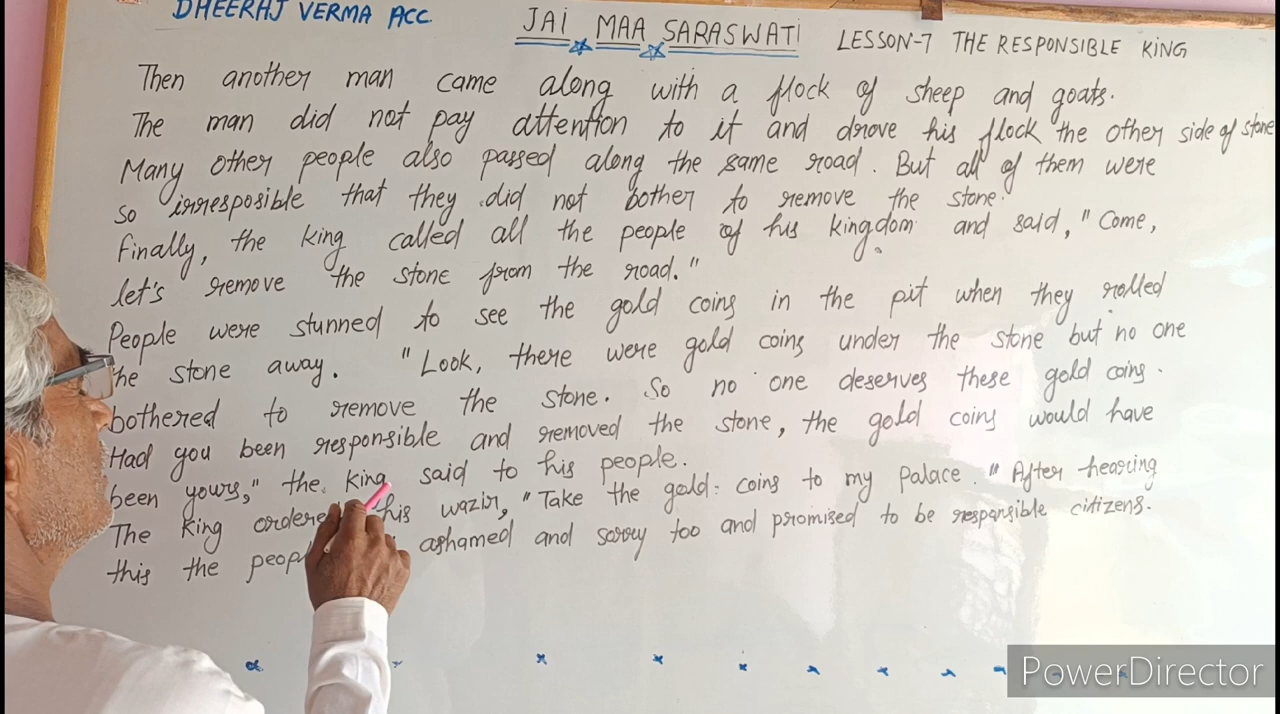 DHEERAJ VERMA ACC.
JAI MAA SARASWATI
LESSON-7 THE RESPONSIBLE KING
Then another man came along with a flock of sheep and goats.
The man did not pay attention to it and drove his flock the other side of stone
Many other people also passed along the same road. But all of them were
so irresposible that they did not bother to remove the stone.
Finally, the king called all the people of his kingdom and said, "Come,
let's remove the stone from the road."
People were stunned to see the gold coins in the pit when they rolled
he stone away. "Look, there were gold coins under the stone but no one
bothered to remove the stone. So no one deserves these gold coins.
Had you been responsible and removed the stone, the gold coins would have
been yours," the king said to his people.
The king ordere his wazir, "Take the gold coins to my palace." After hearing
this the peop ashamed and sorry too and promised to be responsible citizens.
PowerDirector